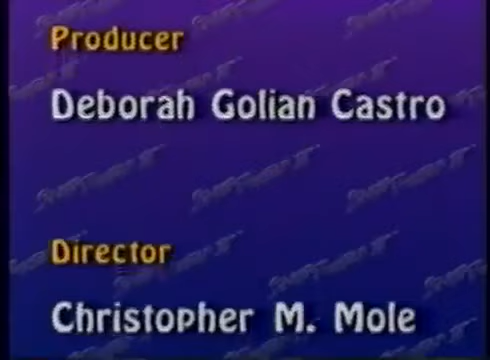 Producer
Deborah Golian Castro
Director
Christopher M. Mole